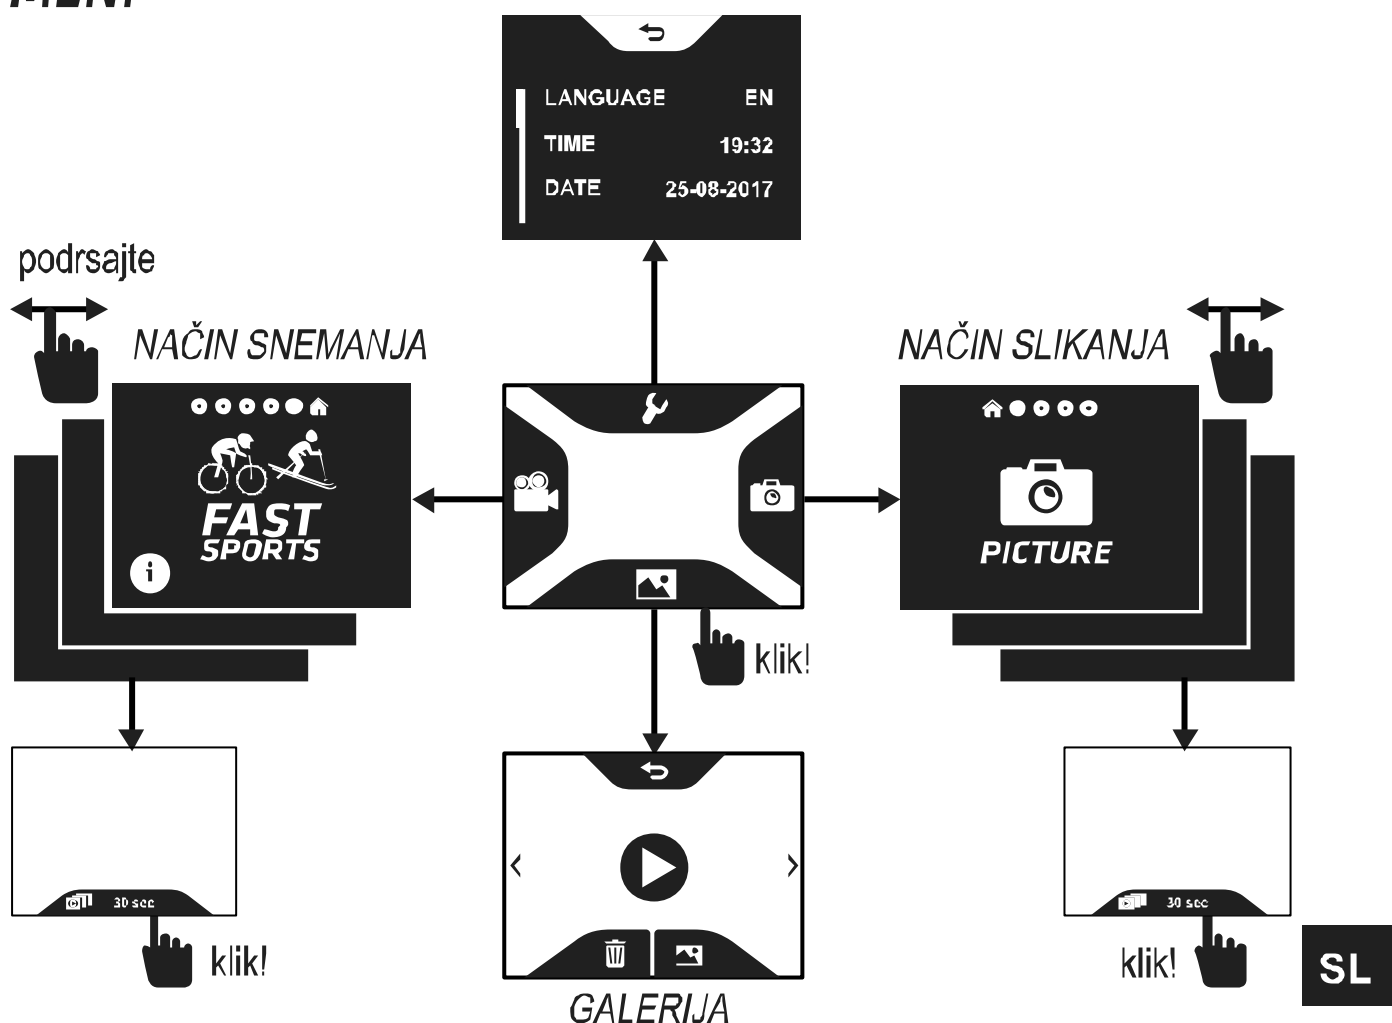 MENI
LANGUAGE EN
TIME 19:32
DATE 25-08-2017
podrsajte
NAČIN SNEMANJA
NAČIN SLIKANJA
FAST
SPORTS
i
PICTURE
klik!
30 sec
30 sec
klik!
klik!
SL
GALERIJA